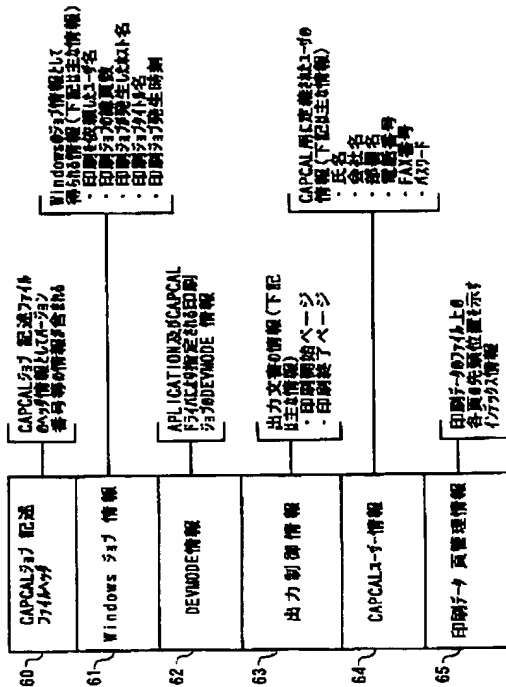 60
CAPCALジョブ 記述
ファイルヘッダ
CAPCALジョブ 記述ファイル
のヘッダ情報としてバージョン
番号等の情報が含まれる
61
Windows ジョブ 情報
Windowsのジョブ情報として
得られる情報(下記は主な情報)
・印刷を依頼したユーザ名
・印刷ジョブの総頁数
・印刷ジョブが発生したホスト名
・印刷ジョブタイトル名
・印刷ジョブ発生時刻
62
DEVMODE情報
APLICATION及びCAPCAL
ドライバにより指定される印刷
ジョブのDEVMODE 情報
63
出力制御情報
出力文書の情報(下記
は主な情報)
・印刷開始ページ
・印刷終了ページ
64
CAPCALユーザー情報
CAPCAL用に定義されたユーザの
情報(下記は主な情報)
・氏名
・会社名
・部署名
・電話番号
・FAX番号
・パスワード
65
印刷データ 頁管理情報
印刷データのファイル上の
各頁の先頭位置を示す
インデックス情報